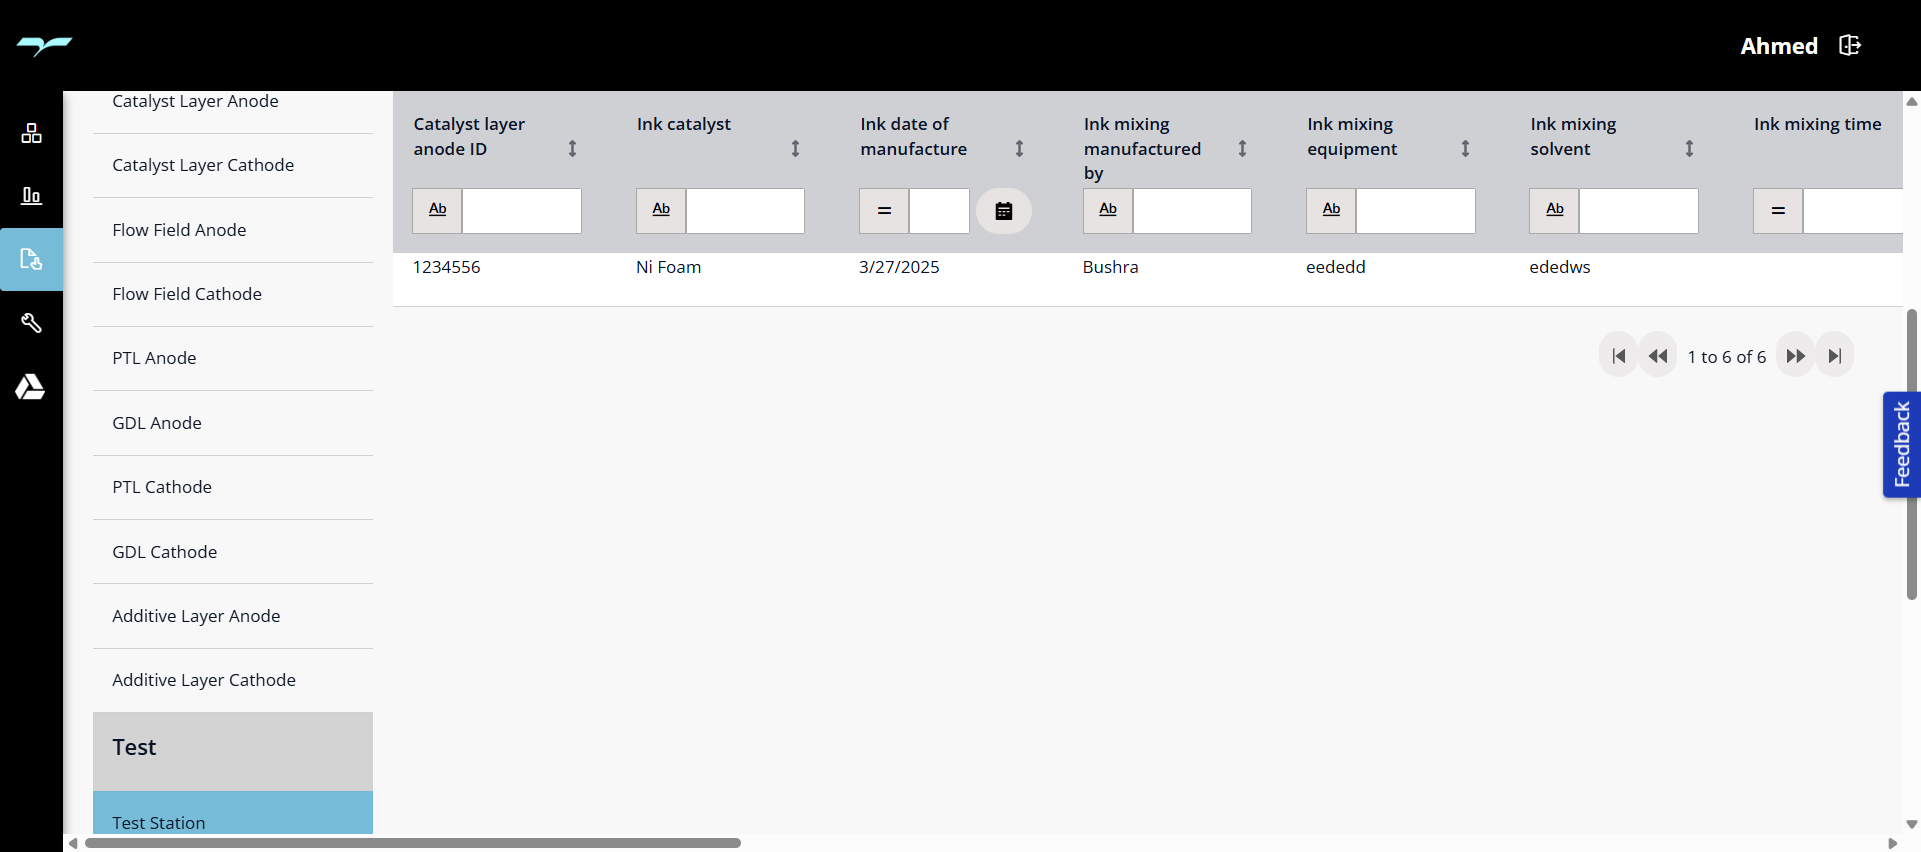 Ahmed
Catalyst Layer Anode
Catalyst Layer Cathode
Flow Field Anode
Flow Field Cathode
PTL Anode
GDL Anode
PTL Cathode
GDL Cathode
Additive Layer Anode
Additive Layer Cathode
Test
Test Station
Catalyst layer
anode ID
Ink catalyst
Ink date of
manufacture
Ink mixing
manufactured
by
Ink mixing
equipment
Ink mixing
solvent
Ink mixing time
Ab
Ab
=
Ab
Ab
Ab
=
1234556
Ni Foam
3/27/2025
Bushra
eededd
ededws
1 to 6 of 6
Feedback